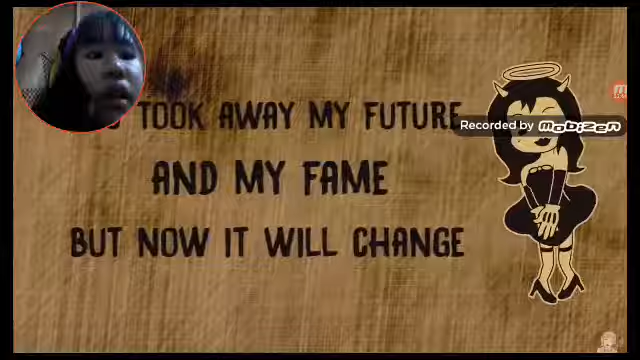 TOOK AWAY MY FUTURE
AND MY FAME
BUT NOW IT WILL CHANGE
Recorded by mobizen